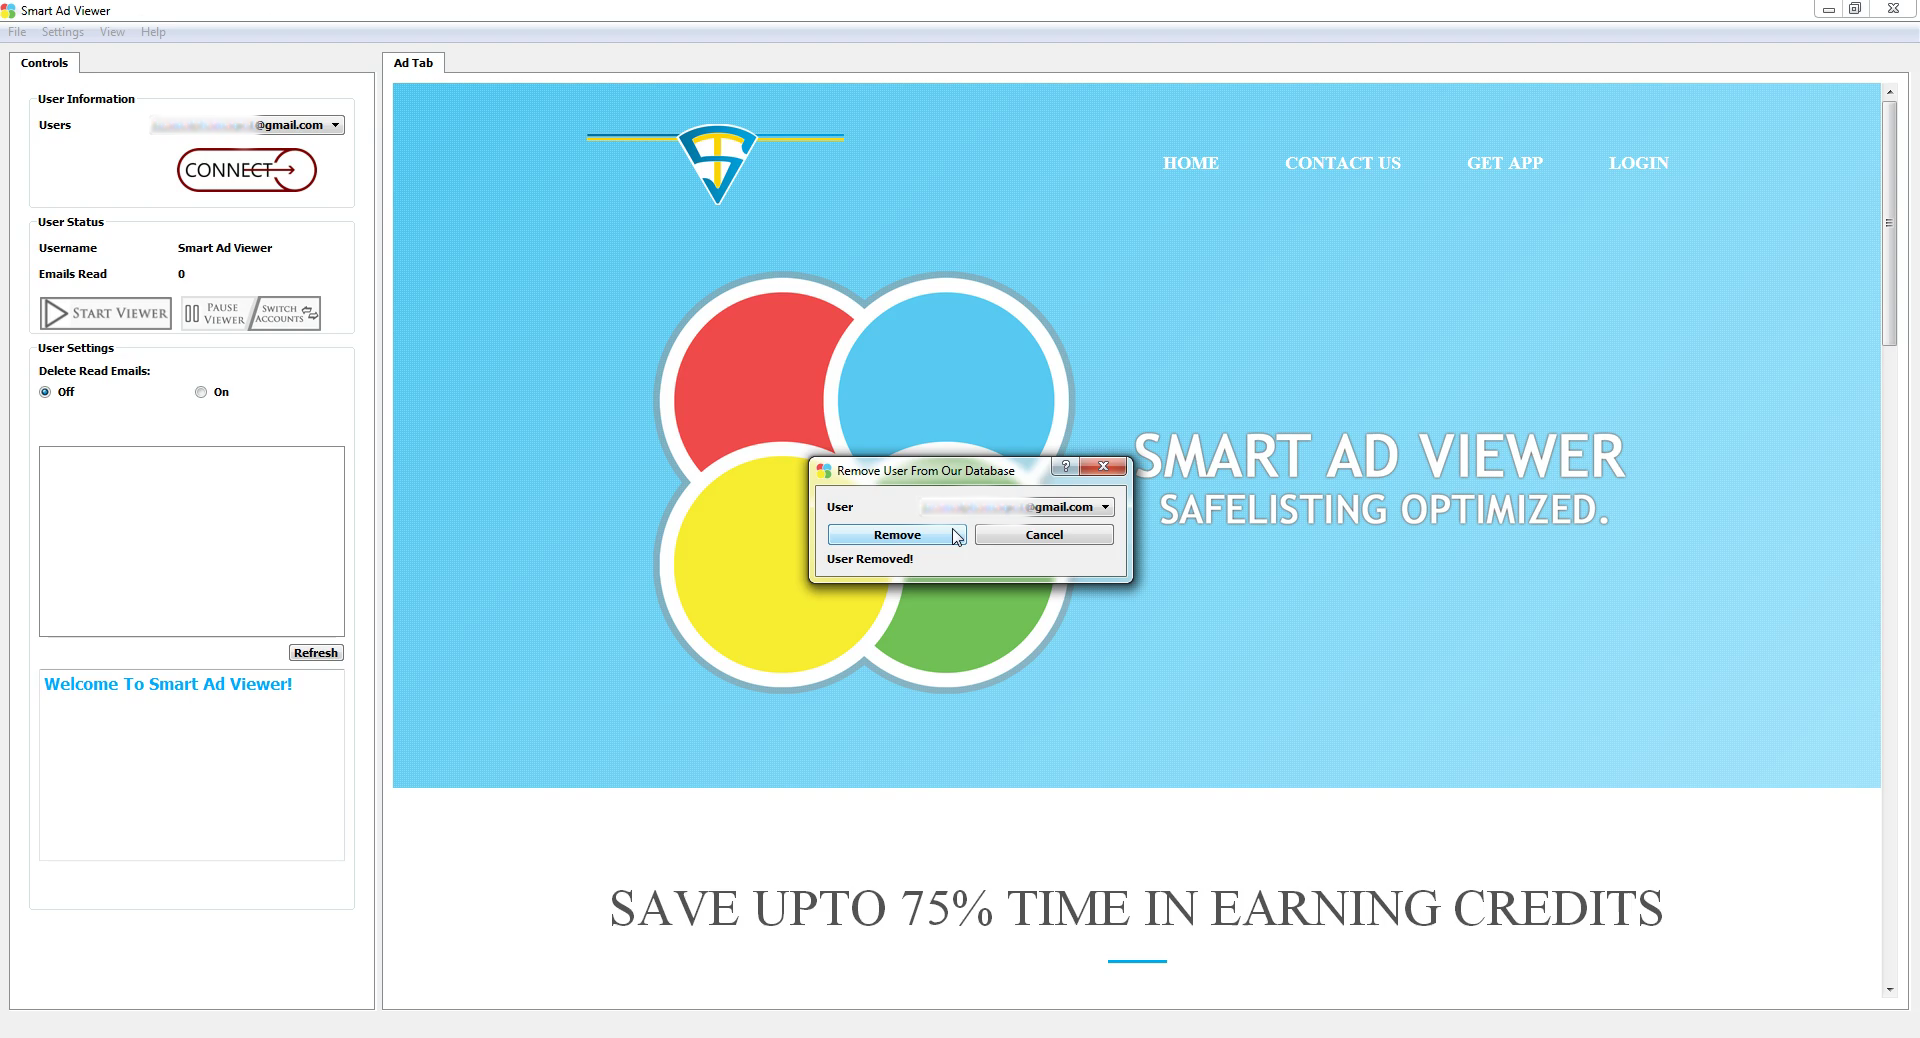 Smart Ad Viewer
File Settings View Help
Controls
User Information
Users @gmail.com
CONNECT
User Status
Username Smart Ad Viewer
Emails Read 0
START VIEWER
PAUSE VIEWER
SWITCH ACCOUNTS
User Settings
Delete Read Emails:
Off On
Refresh
Welcome To Smart Ad Viewer!
Ad Tab
HOME CONTACT US GET APP LOGIN
SMART AD VIEWER
SAFELISTING OPTIMIZED.
Remove User From Our Database
User @gmail.com
Remove Cancel
User Removed!
SAVE UPTO 75% TIME IN EARNING CREDITS